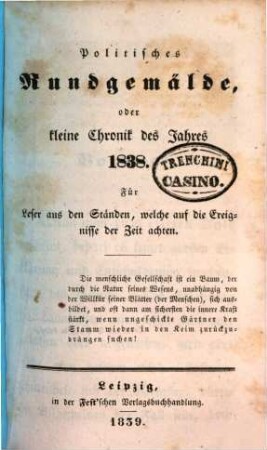 Politisches
Rundgemälde,
oder
kleine Chronik des Jahres
1838.
TRENCHINI
CASINO.
Für
Leser aus den Ständen, welche auf die Ereig-
nisse der Zeit achten.
Die menschliche Gesellschaft ist ein Baum, der
durch die Natur seines Wesens, unabhängig von
der Willkür seiner Blätter (der Menschen), sich aus-
bildet, und oft dann am sichersten die innere Kraft
stärkt, wenn ungeschickte Gärtner den
Stamm wieder in den Keim zurückzu-
drängen suchen!
Leipzig,
in der Fest'schen Verlagsbuchhandlung.
1839.